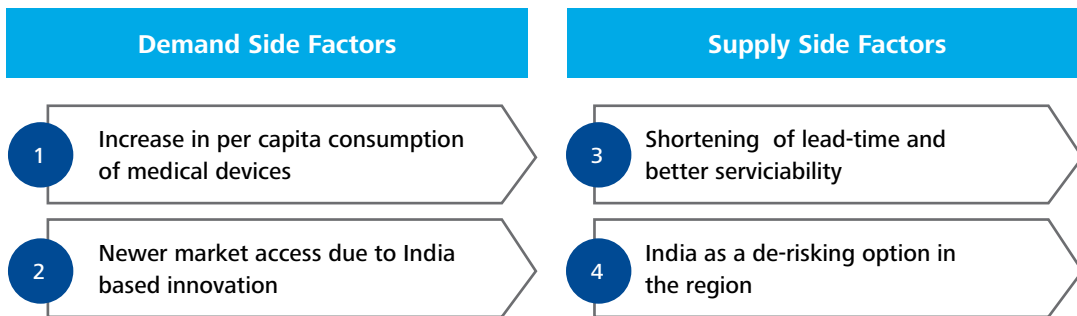 Demand Side Factors
1
Increase in per capita consumption
of medical devices
2
Newer market access due to India
based innovation
Supply Side Factors
3
Shortening of lead-time and
better serviciability
4
India as a de-risking option in
the region